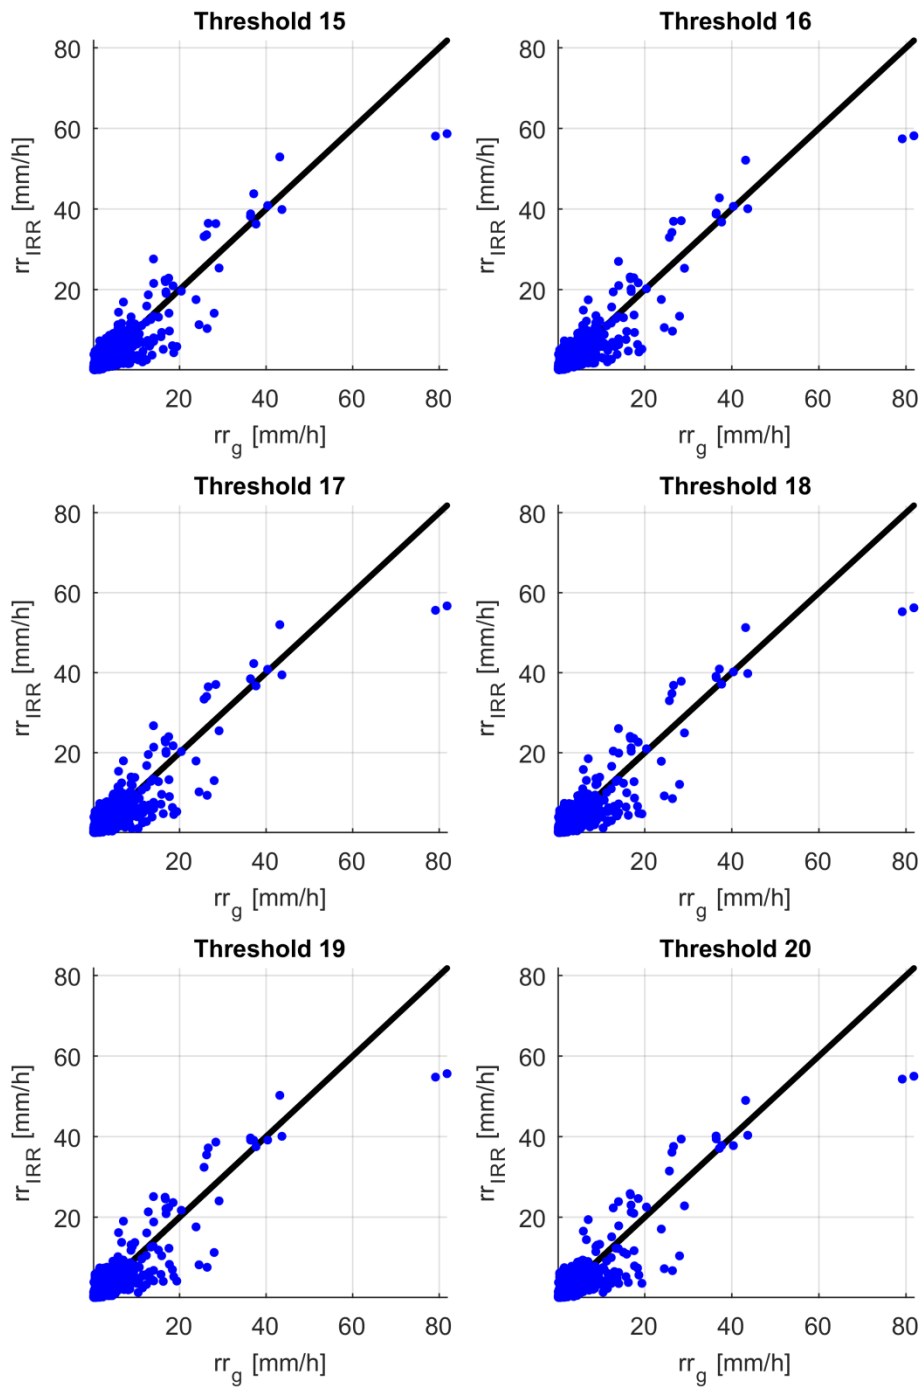 Threshold 15
80
60
40
20
rr_IRR [mm/h]
20 40 60 80
rr_g [mm/h]
Threshold 16
80
60
40
20
rr_IRR [mm/h]
20 40 60 80
rr_g [mm/h]
Threshold 17
80
60
40
20
rr_IRR [mm/h]
20 40 60 80
rr_g [mm/h]
Threshold 18
80
60
40
20
rr_IRR [mm/h]
20 40 60 80
rr_g [mm/h]
Threshold 19
80
60
40
20
rr_IRR [mm/h]
20 40 60 80
rr_g [mm/h]
Threshold 20
80
60
40
20
rr_IRR [mm/h]
20 40 60 80
rr_g [mm/h]